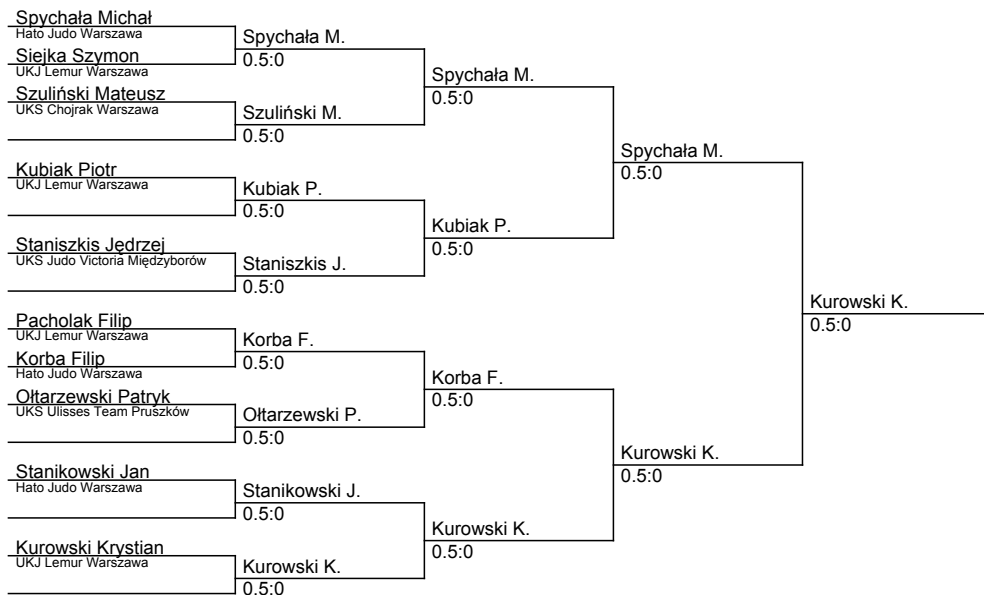 Spychała Michał
Hato Judo Warszawa
Siejka Szymon
UKJ Lemur Warszawa
Szuliński Mateusz
UKS Chojrak Warszawa
Kubiak Piotr
UKJ Lemur Warszawa
Staniszkis Jędrzej
UKS Judo Victoria Międzyborów
Pacholak Filip
UKJ Lemur Warszawa
Korba Filip
Hato Judo Warszawa
Ołtarzewski Patryk
UKS Ulisses Team Pruszków
Stanikowski Jan
Hato Judo Warszawa
Kurowski Krystian
UKJ Lemur Warszawa
Spychała M.
0.5:0
Szuliński M.
0.5:0
Kubiak P.
0.5:0
Staniszkis J.
0.5:0
Korba F.
0.5:0
Ołtarzewski P.
0.5:0
Stanikowski J.
0.5:0
Kurowski K.
0.5:0
Spychała M.
0.5:0
Kubiak P.
0.5:0
Korba F.
0.5:0
Kurowski K.
0.5:0
Spychała M.
0.5:0
Kurowski K.
0.5:0
Kurowski K.
0.5:0